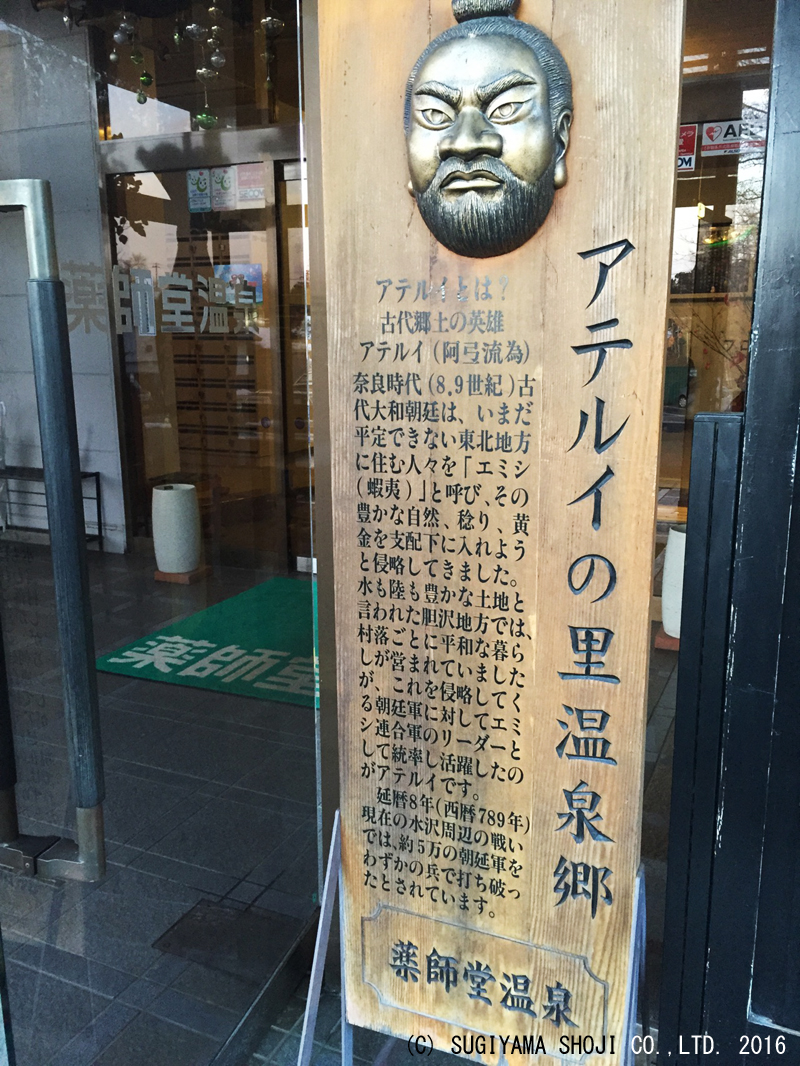 アテルイの里温泉郷
アテルイとは?
古代郷土の英雄
アテルイ(阿弖流為)
奈良時代(8.9世紀)古
代大和朝廷は、いまだ
平定できない東北地方
に住む人々を「エミシ
(蝦夷)」と呼び、その
豊かな自然、稔り、黄
金を支配下に入れよう
と侵略してきました。
水も陸も豊かな土地と
言われた胆沢地方では、
村落ごとに平和な暮ら
しが営まれていました
が、これを侵略してく
る朝廷軍に対してエミ
シ連合軍のリーダーと
して統率し活躍したの
がアテルイです。
延暦8年(西暦789年)
現在の水沢周辺の戦い
では、約5万の朝廷軍を
わずかの兵で打ち破っ
たとされています。
薬師堂温泉
薬師堂温泉
薬師堂
AED
(C) SUGIYAMA SHOJI CO.,LTD. 2016